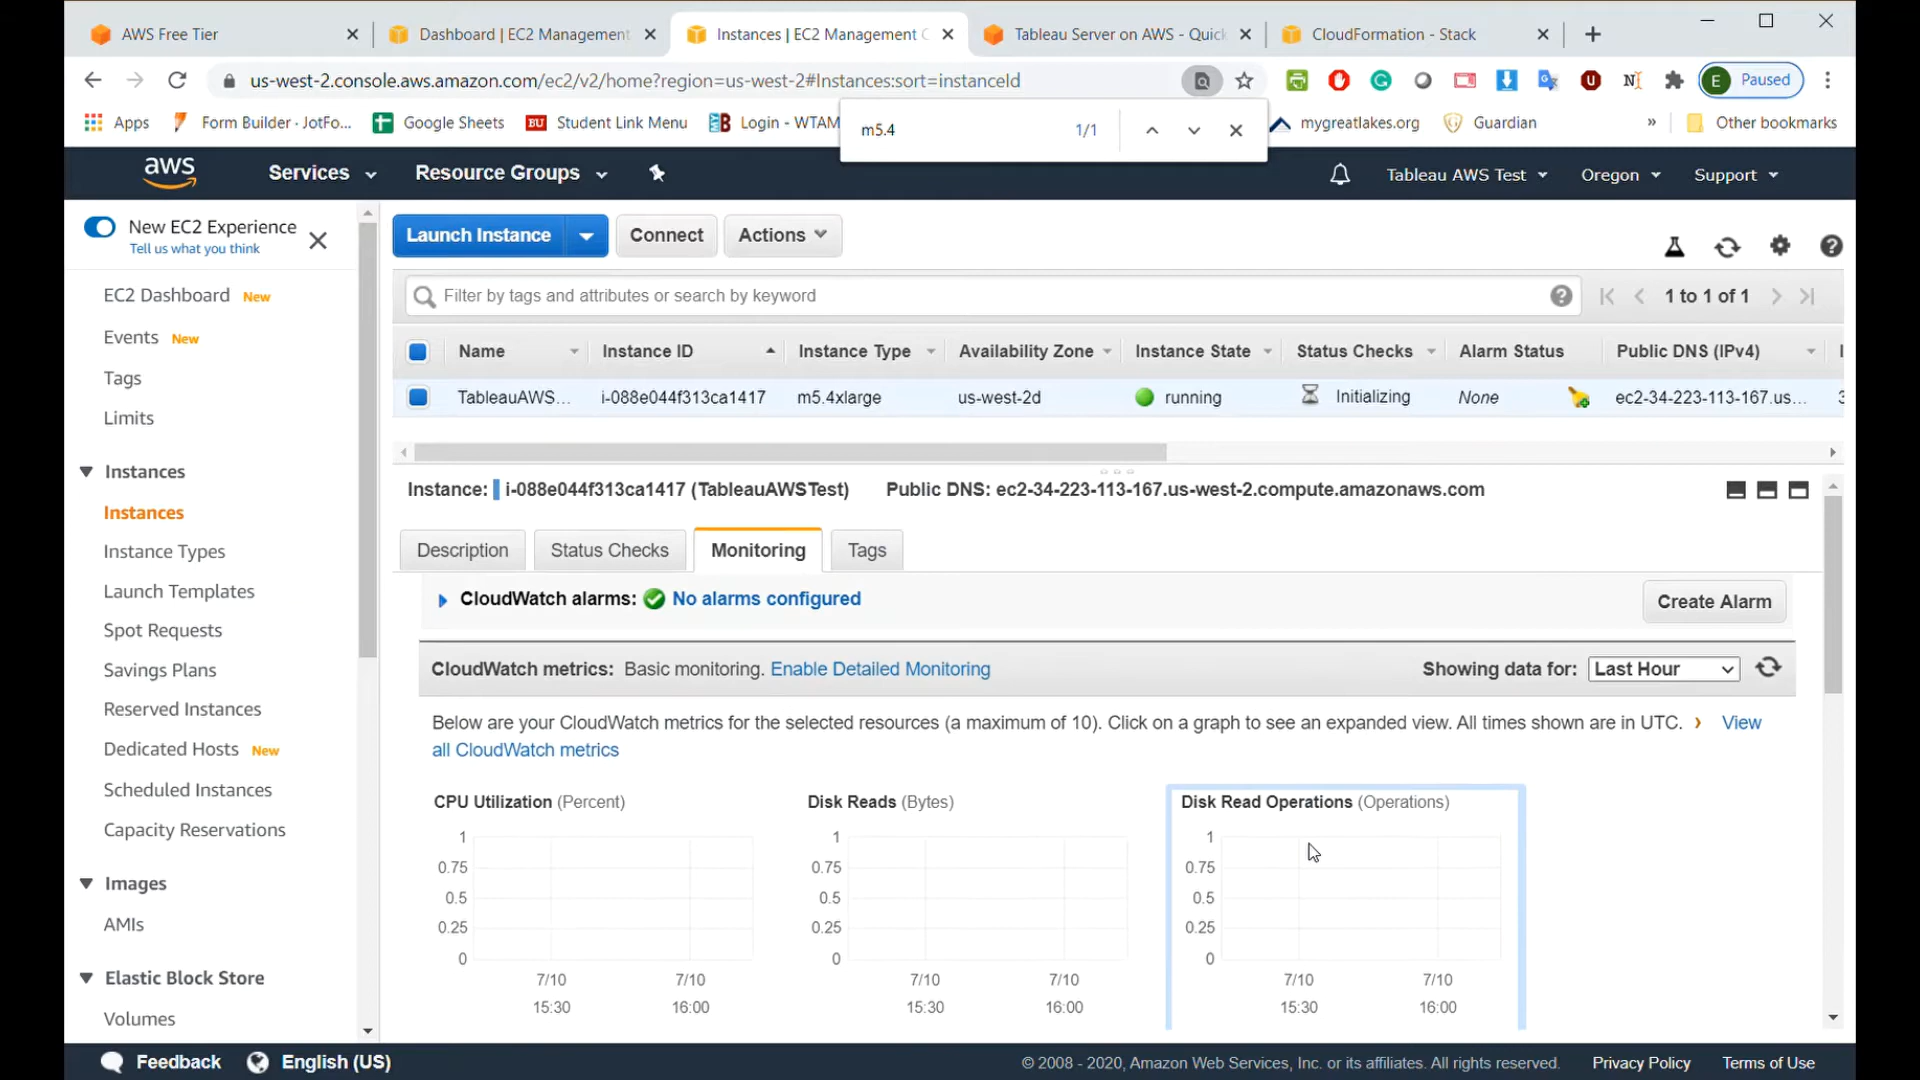 AWS Free Tier
Dashboard | EC2 Management
Instances | EC2 Management C
Tableau Server on AWS - Quick
CloudFormation - Stack
us-west-2.console.aws.amazon.com/ec2/v2/home?region=us-west-2#Instances:sort=instanceId
E Paused
Apps
Form Builder · JotFo...
Google Sheets
BU Student Link Menu
Login - WTAM
m5.4 1/1
mygreatlakes.org
Guardian
»
Other bookmarks
aws
Services
Resource Groups
Tableau AWS Test
Oregon
Support
New EC2 Experience
Tell us what you think
EC2 Dashboard New
Events New
Tags
Limits
Instances
Instances
Instance Types
Launch Templates
Spot Requests
Savings Plans
Reserved Instances
Dedicated Hosts New
Scheduled Instances
Capacity Reservations
Images
AMIs
Elastic Block Store
Volumes
Launch Instance
Connect
Actions
Filter by tags and attributes or search by keyword
1 to 1 of 1
Name Instance ID Instance Type Availability Zone Instance State Status Checks Alarm Status Public DNS (IPv4)
TableauAWS... i-088e044f313ca1417 m5.4xlarge us-west-2d running Initializing None ec2-34-223-113-167.us...
Instance: i-088e044f313ca1417 (TableauAWSTest) Public DNS: ec2-34-223-113-167.us-west-2.compute.amazonaws.com
Description
Status Checks
Monitoring
Tags
CloudWatch alarms: No alarms configured
Create Alarm
CloudWatch metrics: Basic monitoring. Enable Detailed Monitoring
Showing data for: Last Hour
Below are your CloudWatch metrics for the selected resources (a maximum of 10). Click on a graph to see an expanded view. All times shown are in UTC. › View
all CloudWatch metrics
CPU Utilization (Percent)
1
0.75
0.5
0.25
0
7/10 7/10
15:30 16:00
Disk Reads (Bytes)
1
0.75
0.5
0.25
0
7/10 7/10
15:30 16:00
Disk Read Operations (Operations)
1
0.75
0.5
0.25
0
7/10 7/10
15:30 16:00
Feedback
English (US)
© 2008 - 2020, Amazon Web Services, Inc. or its affiliates. All rights reserved.
Privacy Policy
Terms of Use